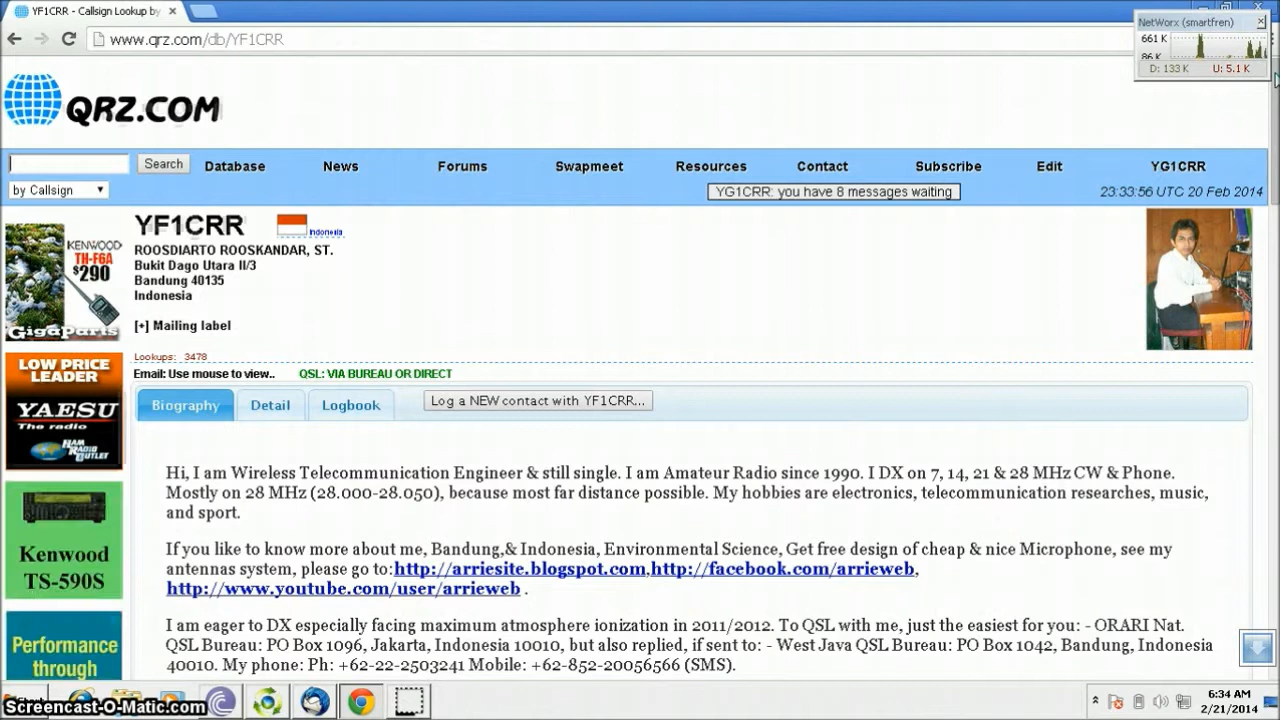 YF1CRR - Callsign Lookup by
www.qrz.com/db/YF1CRR
NetWorx (smartfren)
661 K
86 K
D: 133 K U: 5.1 K
QRZ.COM
Search Database News Forums Swapmeet Resources Contact Subscribe Edit YG1CRR
by Callsign
YG1CRR: you have 8 messages waiting
23:33:56 UTC 20 Feb 2014
YF1CRR
Indonesia
ROOSDIARTO ROOSKANDAR, ST.
Bukit Dago Utara II/3
Bandung 40135
Indonesia
[+] Mailing label
Lookups: 3478
Email: Use mouse to view.. QSL: VIA BUREAU OR DIRECT
KENWOOD
TH-F6A
$290
GigaParts
LOW PRICE
LEADER
YAESU
The radio
HAM RADIO OUTLET
Kenwood
TS-590S
Performance
through
Biography Detail Logbook Log a NEW contact with YF1CRR...
Hi, I am Wireless Telecommunication Engineer & still single. I am Amateur Radio since 1990. I DX on 7, 14, 21 & 28 MHz CW & Phone.
Mostly on 28 MHz (28.000-28.050), because most far distance possible. My hobbies are electronics, telecommunication researches, music,
and sport.
If you like to know more about me, Bandung,& Indonesia, Environmental Science, Get free design of cheap & nice Microphone, see my
antennas system, please go to:http://arriesite.blogspot.com,http://facebook.com/arrieweb,
http://www.youtube.com/user/arrieweb .
I am eager to DX especially facing maximum atmosphere ionization in 2011/2012. To QSL with me, just the easiest for you: - ORARI Nat.
QSL Bureau: PO Box 1096, Jakarta, Indonesia 10010, but also replied, if sent to: - West Java QSL Bureau: PO Box 1042, Bandung, Indonesia
40010. My phone: Ph: +62-22-2503241 Mobile: +62-852-20056566 (SMS).
Screencast-O-Matic.com
6:34 AM
2/21/2014